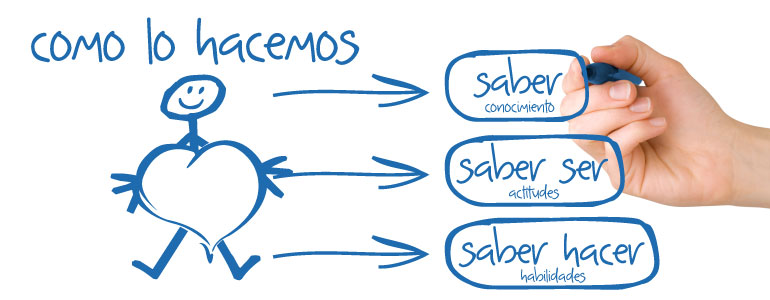 como lo hacemos
saber
conocimiento
saber ser
actitudes
saber hacer
habilidades